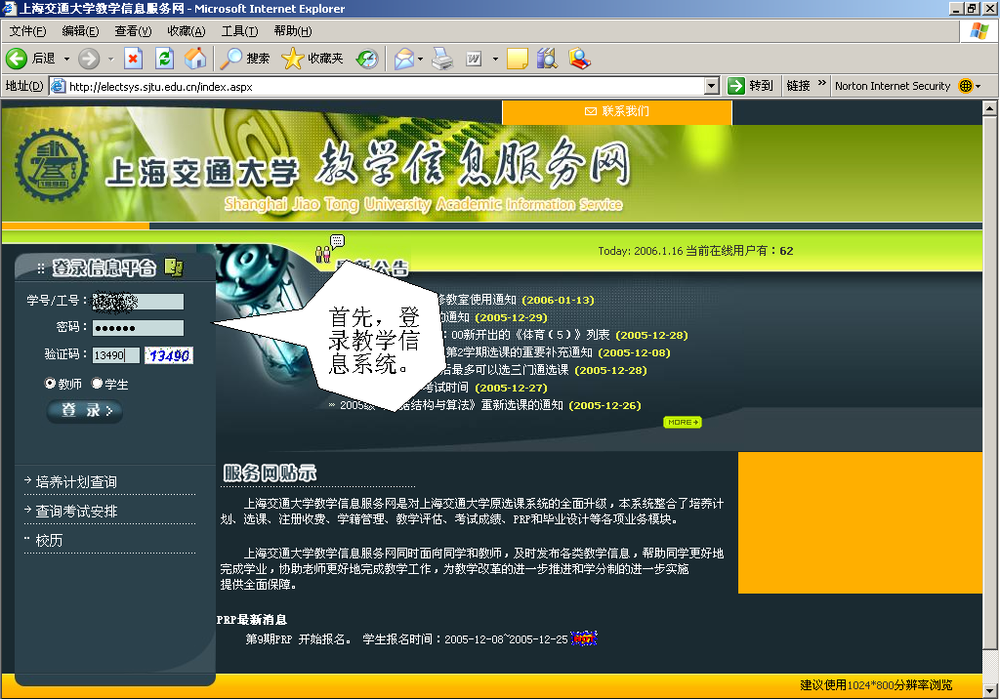 上海交通大学教学信息服务网 - Microsoft Internet Explorer
文件(F) 编辑(E) 查看(V) 收藏(A) 工具(T) 帮助(H)
后退 搜索 收藏夹
地址(D) http://electsys.sjtu.edu.cn/index.aspx 转到 链接 » Norton Internet Security
联系我们
1896
上海交通大学 教学信息服务网
Shanghai Jiao Tong University Academic Information Service
Today: 2006.1.16 当前在线用户有：62
登录信息平台
学号/工号：
密码：••••••
验证码：13490 13490
教师 学生
登 录
培养计划查询
查询考试安排
校历
首先，登
录教学信
息系统。
新公告
修教室使用通知 (2006-01-13)
的通知 (2005-12-29)
：00新开出的《体育（5）》列表 (2005-12-28)
第2学期选课的重要补充通知 (2005-12-08)
后最多可以选三门通选课 (2005-12-28)
考试时间 (2005-12-27)
» 2005级 据结构与算法》重新选课的通知 (2005-12-26)
MORE
服务网贴示
上海交通大学教学信息服务网是对上海交通大学原选课系统的全面升级，本系统整合了培养计
划、选课、注册收费、学籍管理、教学评估、考试成绩、PRP和毕业设计等各项业务模块。
上海交通大学教学信息服务网同时面向同学和教师，及时发布各类教学信息，帮助同学更好地
完成学业，协助老师更好地完成教学工作，为教学改革的进一步推进和学分制的进一步实施
提供全面保障。
PRP最新消息
第9期PRP 开始报名。 学生报名时间：2005-12-08~2005-12-25
建议使用1024*800分辨率浏览